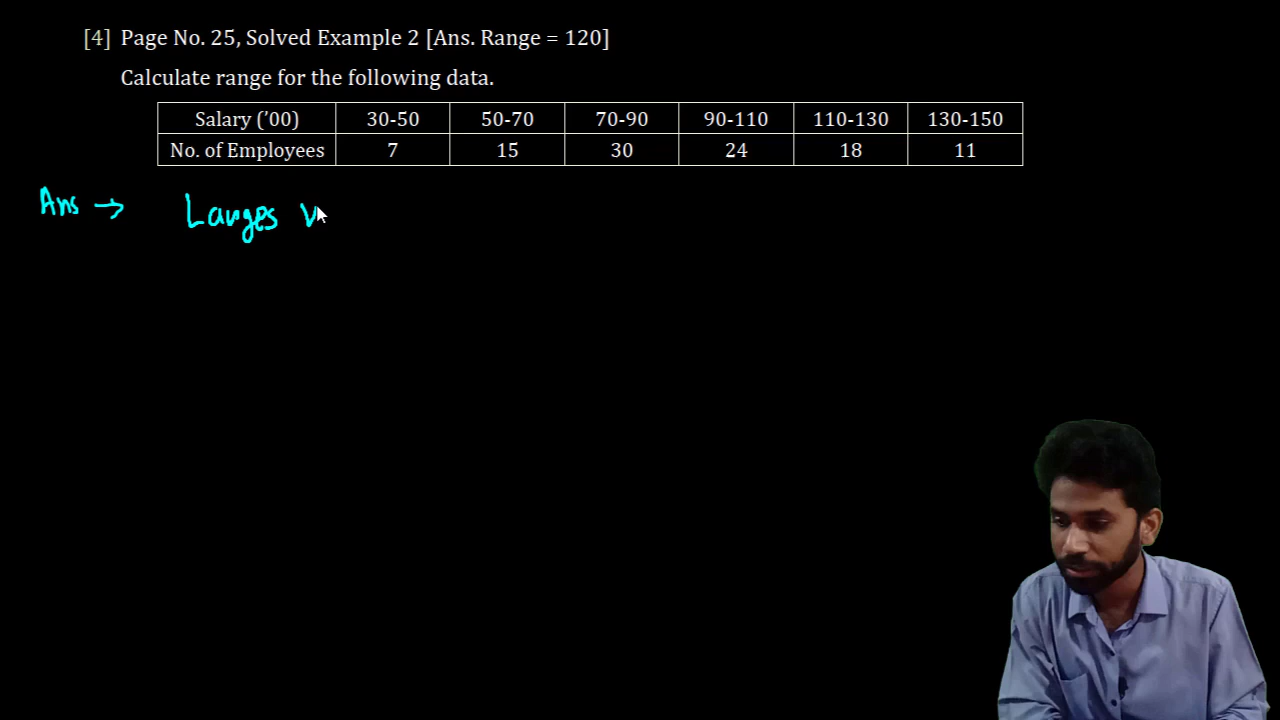 [4] Page No. 25, Solved Example 2 [Ans. Range = 120]
Calculate range for the following data.
Salary (’00) 30-50 50-70 70-90 90-110 110-130 130-150
No. of Employees 7 15 30 24 18 11
Ans → Larges v